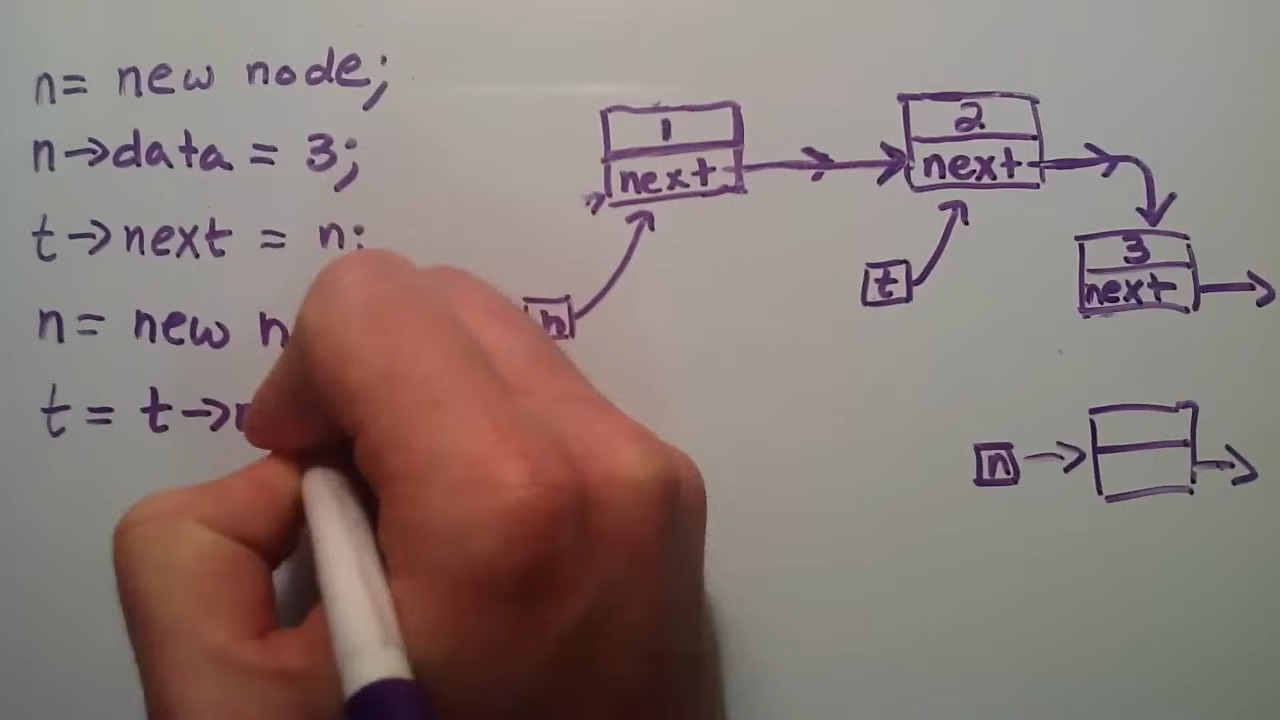 n= new node;
n→data = 3;
t→next = n;
n= new
t = t→
1
next
2
next
3
next
t
n